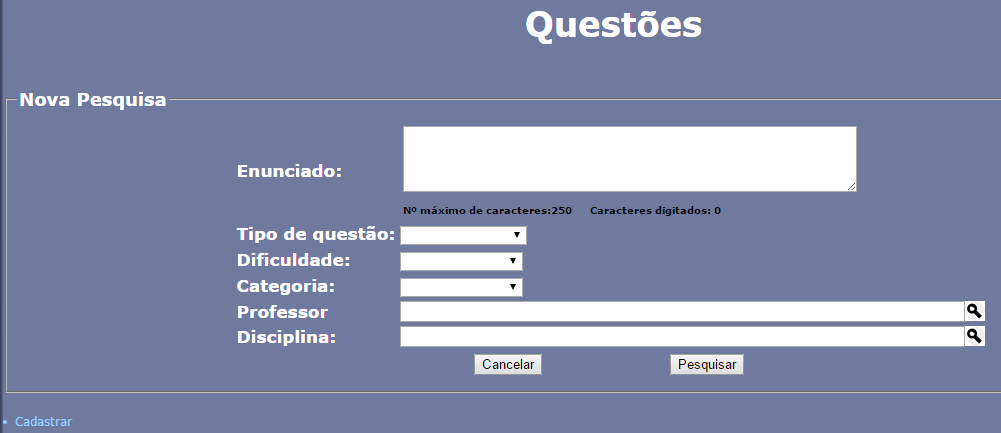 Questões
Nova Pesquisa
Enunciado:
Nº máximo de caracteres:250 Caracteres digitados: 0
Tipo de questão:
Dificuldade:
Categoria:
Professor
Disciplina:
Cancelar Pesquisar
Cadastrar